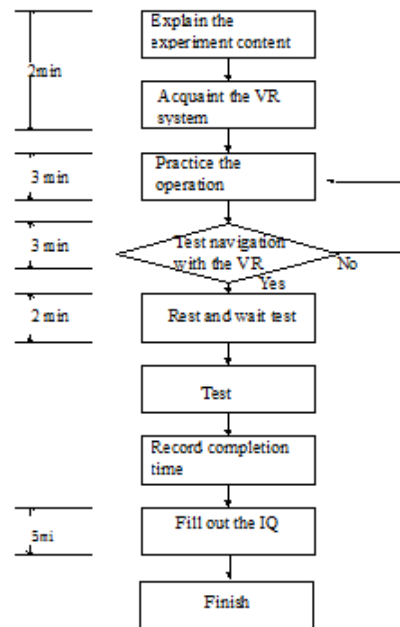 Explain the
experiment content
2min
Acquaint the VR
system
3 min
Practice the
operation
3 min
Test navigation
with the VR
No
Yes
2 min
Rest and wait test
Test
Record completion
time
5mi
Fill out the IQ
Finish